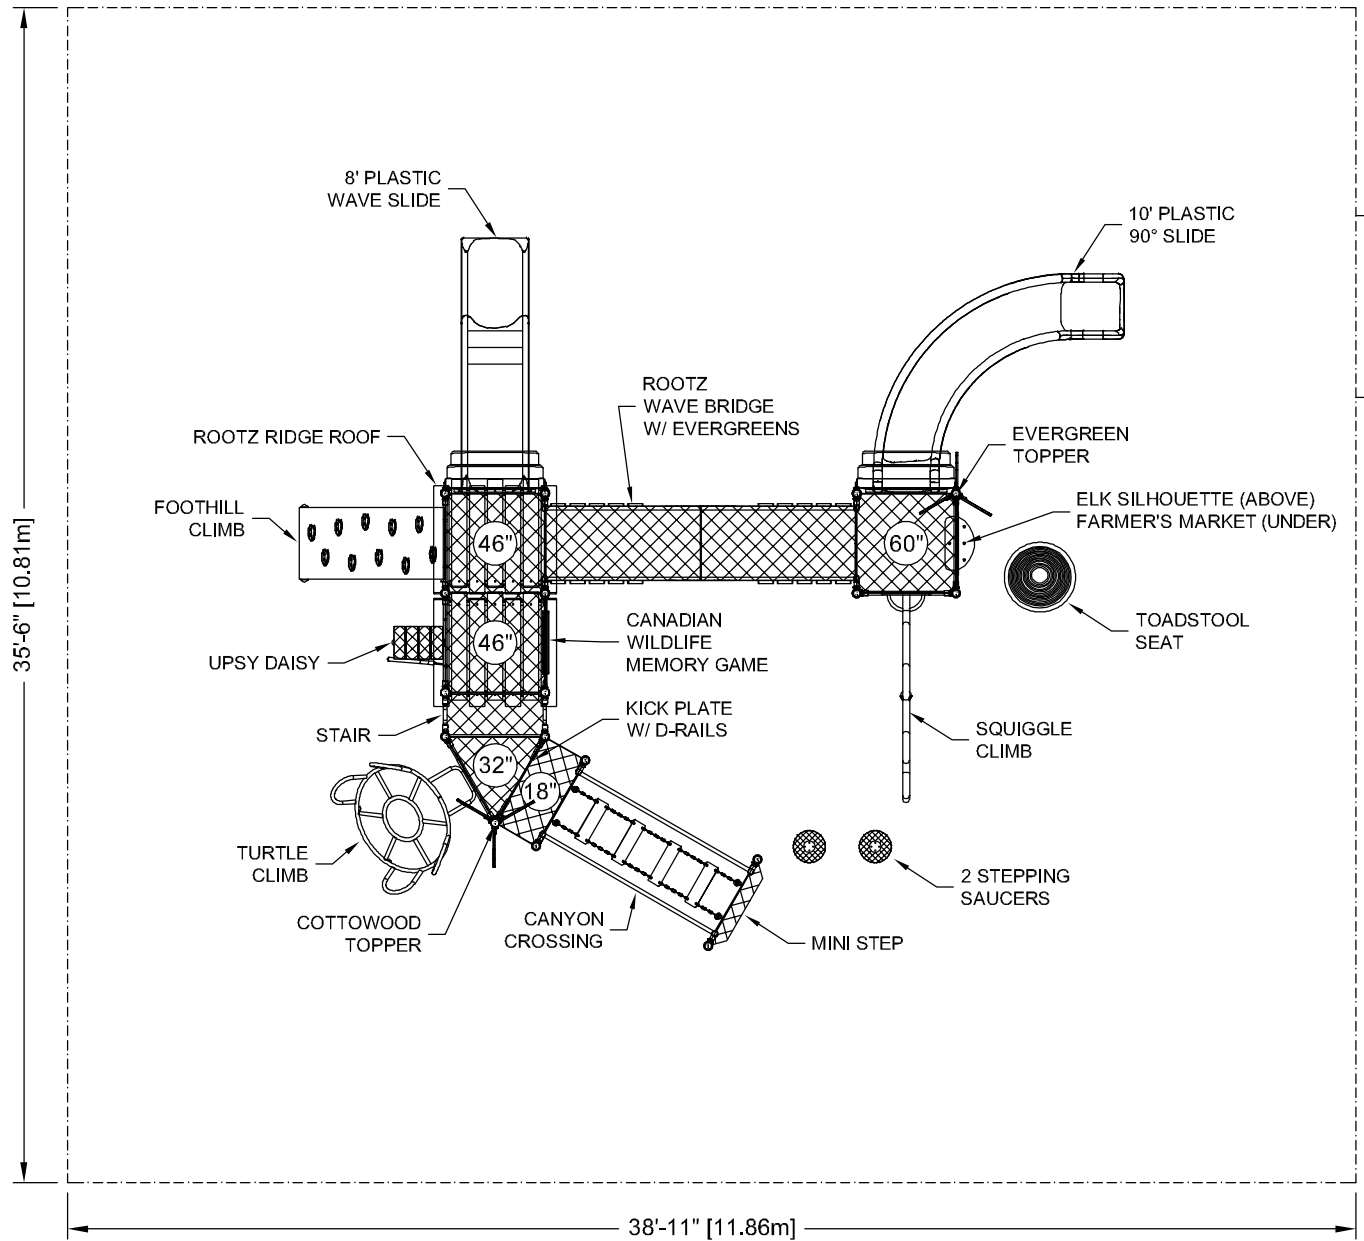 8' PLASTIC
WAVE SLIDE
10' PLASTIC
90° SLIDE
ROOTZ
WAVE BRIDGE
W/ EVERGREENS
ROOTZ RIDGE ROOF
EVERGREEN
TOPPER
FOOTHILL
CLIMB
ELK SILHOUETTE (ABOVE)
FARMER'S MARKET (UNDER)
46"
60"
35'-6" [10.81m]
UPSY DAISY
46"
CANADIAN
WILDLIFE
MEMORY GAME
TOADSTOOL
SEAT
STAIR
KICK PLATE
W/ D-RAILS
SQUIGGLE
CLIMB
32"
18"
TURTLE
CLIMB
2 STEPPING
SAUCERS
COTTOWOOD
TOPPER
CANYON
CROSSING
MINI STEP
38'-11" [11.86m]